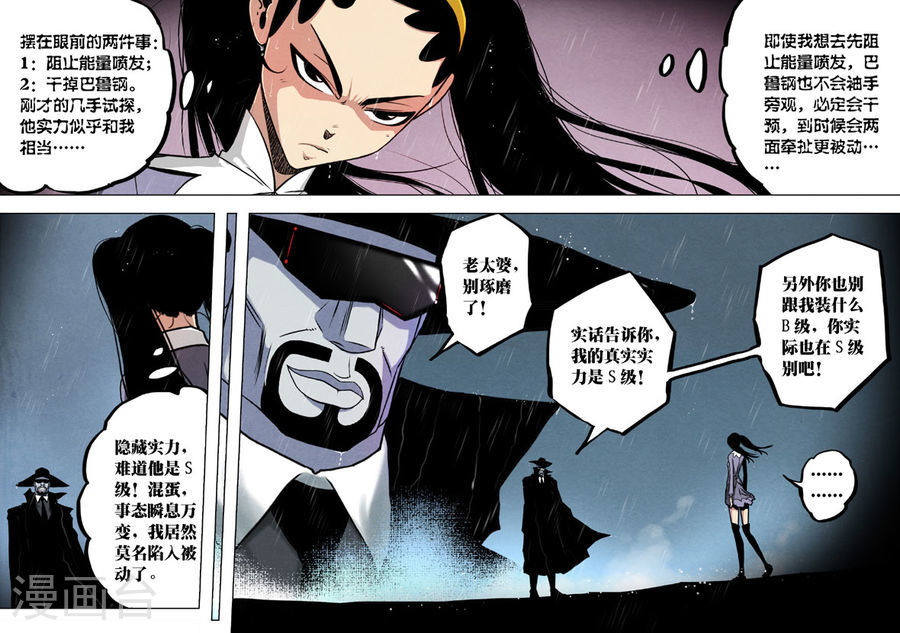 摆在眼前的两件事：
1：阻止能量喷发；
2：干掉巴鲁钢。
刚才的几手试探，
他实力似乎和我
相当……
即使我想去先阻
止能量喷发，巴
鲁钢也不会油手
旁观，必定会干
预，到时候会两
面牵扯更被动…
…
隐藏实力，
难道他是 S
级！混蛋，
事态瞬息万
变，我居然
莫名陷入被
动了。
老太婆，
别琢磨
了！
实话告诉你，
我的真实实
力是 S 级！
另外你也别
跟我装什么
B 级，你实
际也在 S 级
别吧！
……
……
漫画台